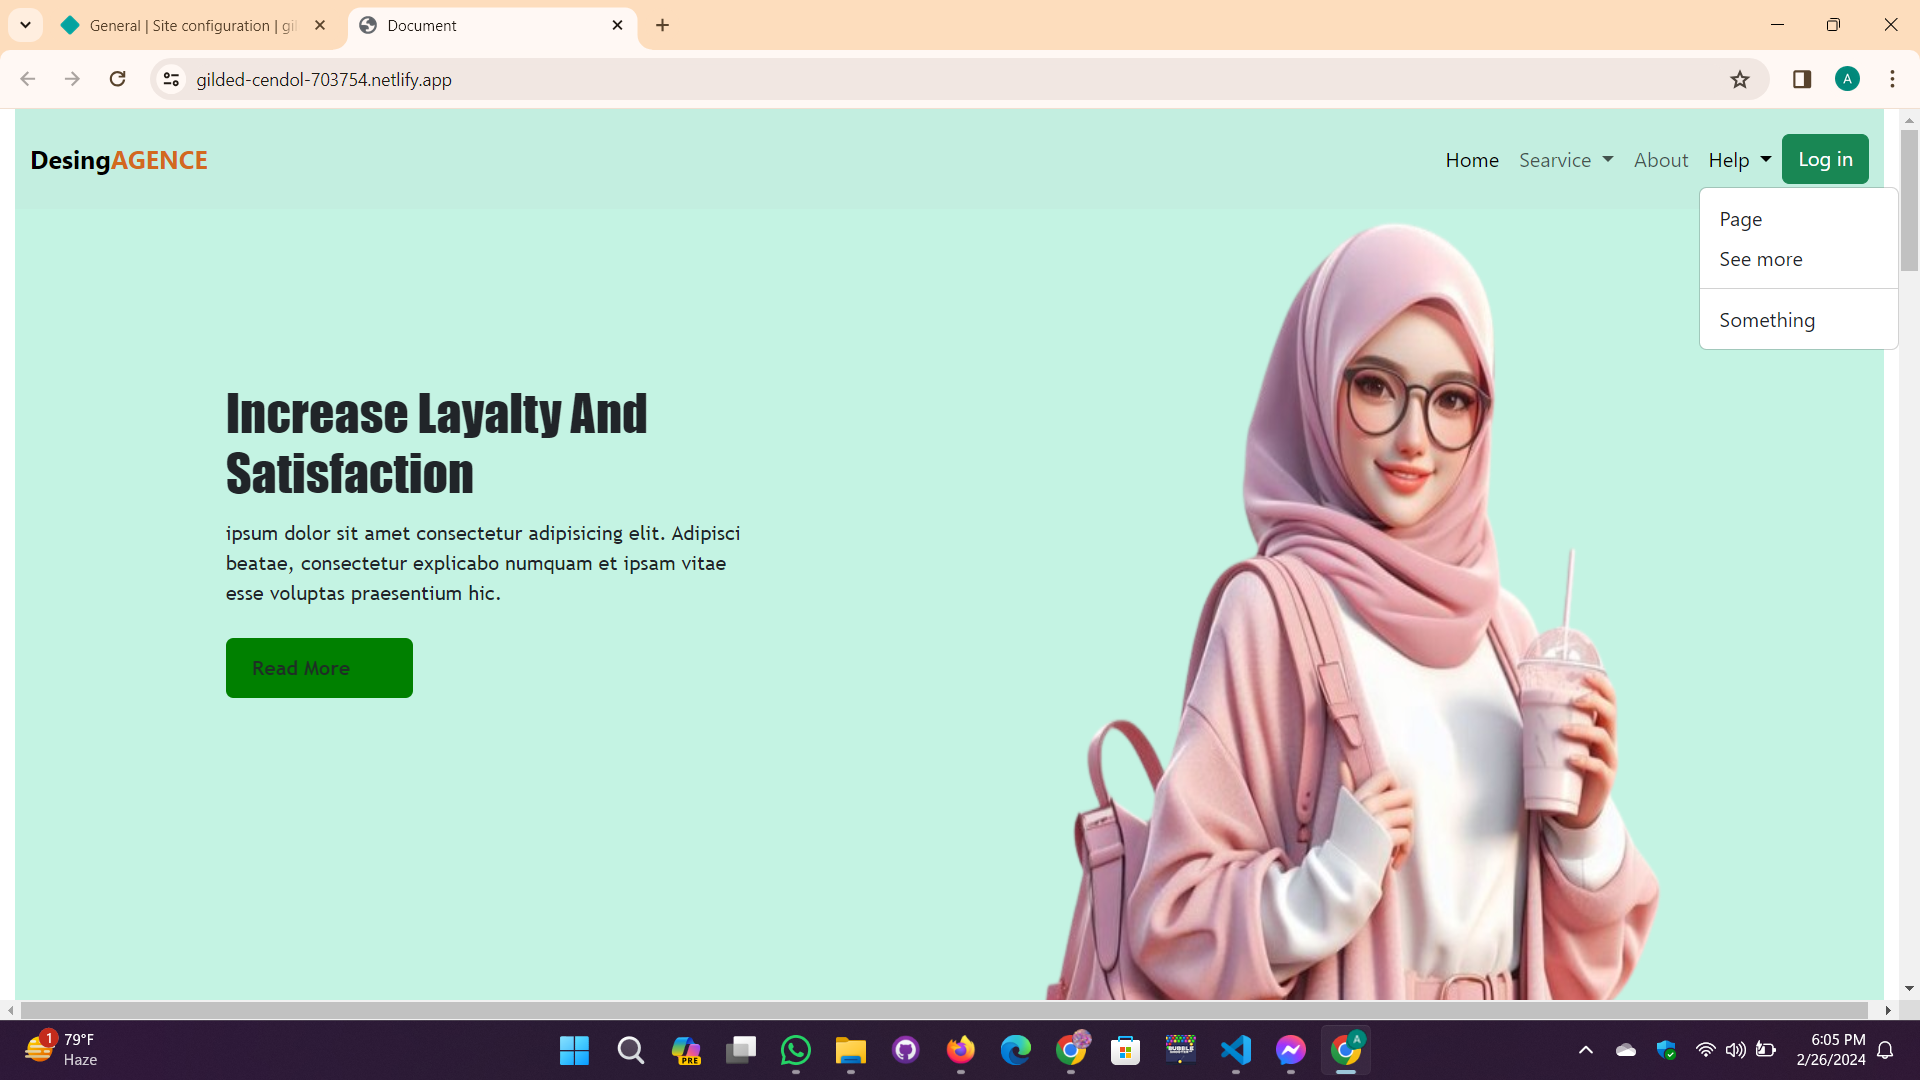 General | Site configuration | gil
Document
gilded-cendol-703754.netlify.app
A
DesingAGENCE
Home
Searvice
About
Help
Log in
Page
See more
Something
Increase Layalty And
Satisfaction
ipsum dolor sit amet consectetur adipisicing elit. Adipisci
beatae, consectetur explicabo numquam et ipsam vitae
esse voluptas praesentium hic.
Read More
1
79°F
Haze
PRE
BUBBLE
A
6:05 PM
2/26/2024